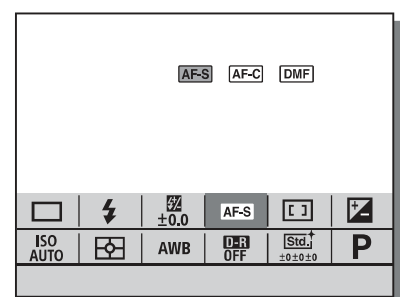 AF-S AF-C DMF
±0.0 AF-S
ISO AUTO AWB D-R OFF Std. ±0±0±0 P